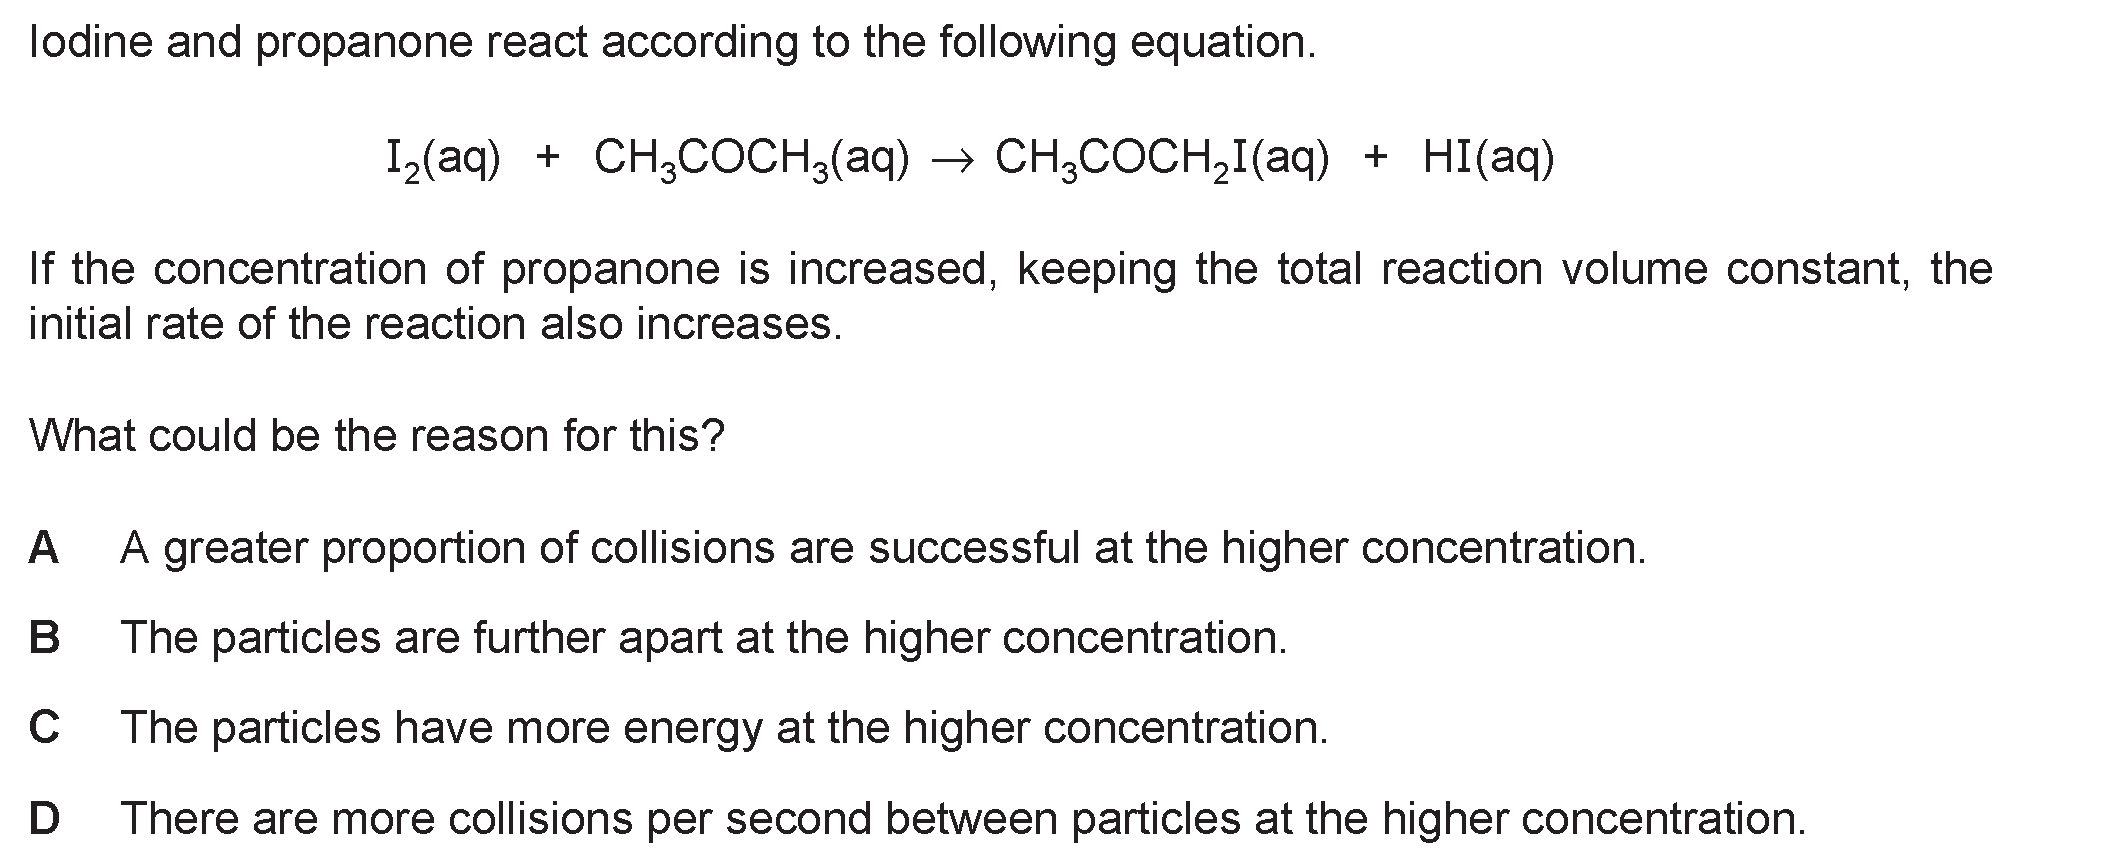 Iodine and propanone react according to the following equation.
I₂(aq) + CH₃COCH₃(aq) → CH₃COCH₂I(aq) + HI(aq)
If the concentration of propanone is increased, keeping the total reaction volume constant, the
initial rate of the reaction also increases.
What could be the reason for this?
A A greater proportion of collisions are successful at the higher concentration.
B The particles are further apart at the higher concentration.
C The particles have more energy at the higher concentration.
D There are more collisions per second between particles at the higher concentration.